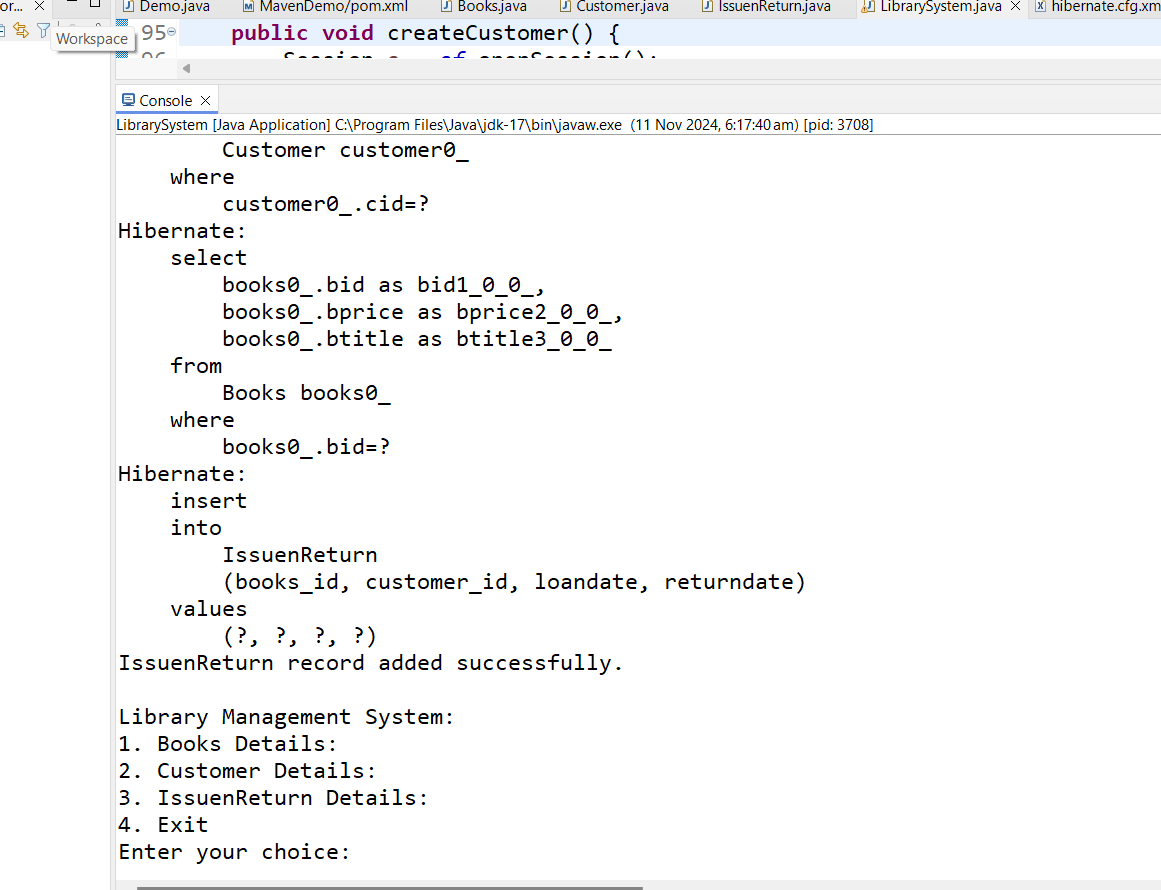 or...
Demo.java
MavenDemo/pom.xml
Books.java
Customer.java
IssuenReturn.java
LibrarySystem.java
hibernate.cfg.xm
Workspace
95 public void createCustomer() {
Console
LibrarySystem [Java Application] C:\Program Files\Java\jdk-17\bin\javaw.exe (11 Nov 2024, 6:17:40 am) [pid: 3708]
Customer customer0_
where
customer0_.cid=?
Hibernate:
select
books0_.bid as bid1_0_0_,
books0_.bprice as bprice2_0_0_,
books0_.btitle as btitle3_0_0_
from
Books books0_
where
books0_.bid=?
Hibernate:
insert
into
IssuenReturn
(books_id, customer_id, loandate, returndate)
values
(?, ?, ?, ?)
IssuenReturn record added successfully.
Library Management System:
1. Books Details:
2. Customer Details:
3. IssuenReturn Details:
4. Exit
Enter your choice: